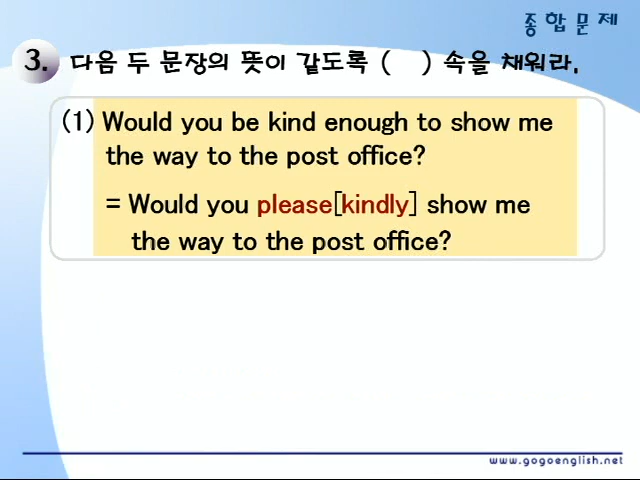 종합문제
3. 다음 두 문장의 뜻이 같도록 (    ) 속을 채워라.
(1) Would you be kind enough to show me
the way to the post office?
= Would you please[kindly] show me
the way to the post office?
www.gogoenglish.net